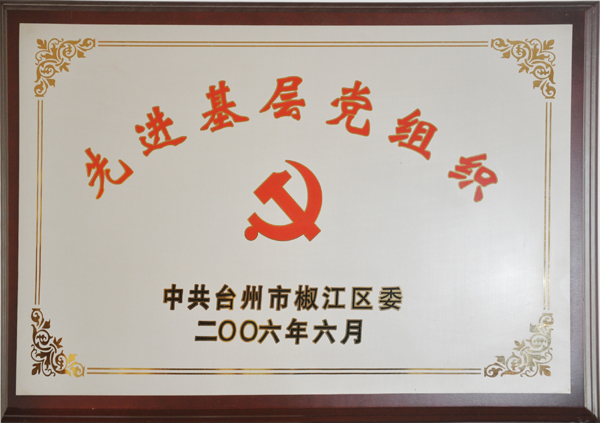 先进基层党组织
中共台州市椒江区委
二〇〇六年六月